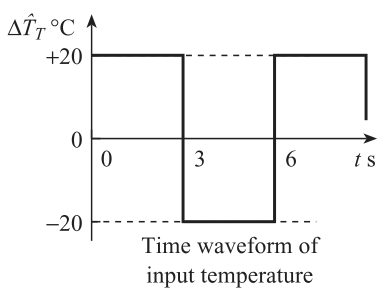 ΔT̂_T °C
+20
0
0 3 6 t s
−20
Time waveform of
input temperature